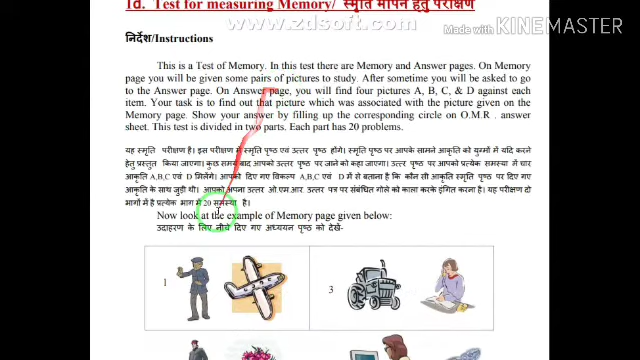 1d. Test for measuring Memory/ स्मृति मापन हेतु परीक्षण
www.zdsoft.com
Made with KINEMASTER
निर्देश/Instructions
This is a Test of Memory. In this test there are Memory and Answer pages. On Memory
page you will be given some pairs of pictures to study. After sometime you will be asked to go
to the Answer page. On Answer page, you will find four pictures A, B, C, & D against each
item. Your task is to find out that picture which was associated with the picture given on the
Memory page. Show your answer by filling up the corresponding circle on O.M.R. answer
sheet. This test is divided in two parts. Each part has 20 problems.
यह स्मृति परीक्षण है। इस परीक्षण में स्मृति पृष्ठ एवं उत्तर पृष्ठ होंगे। स्मृति पृष्ठ पर आपके सामने आकृति को युग्मों में यदि करने
हेतु प्रस्तुत किया जाएगा। कुछ समय बाद आपको उत्तर पृष्ठ पर जाने को कहा जाएगा। उत्तर पृष्ठ पर आपको प्रत्येक समस्या में चार
आकृति A,B,C एवं D मिलेंगे। आपको दिए गए विकल्प A,B,C एवं D में से बताना है कि कौन सी आकृति स्मृति पृष्ठ पर दिए गए
आकृति के साथ जुड़ी थी। आपको अपना उत्तर ओ.एम.आर. उत्तर पत्र पर संबंधित गोले को काला करके इंगित करना है। यह परीक्षण दो
भागों में है प्रत्येक भाग में 20 समस्या है।
Now look at the example of Memory page given below:
उदाहरण के लिए नीचे दिए गए अध्ययन पृष्ठ को देखें-
1
3